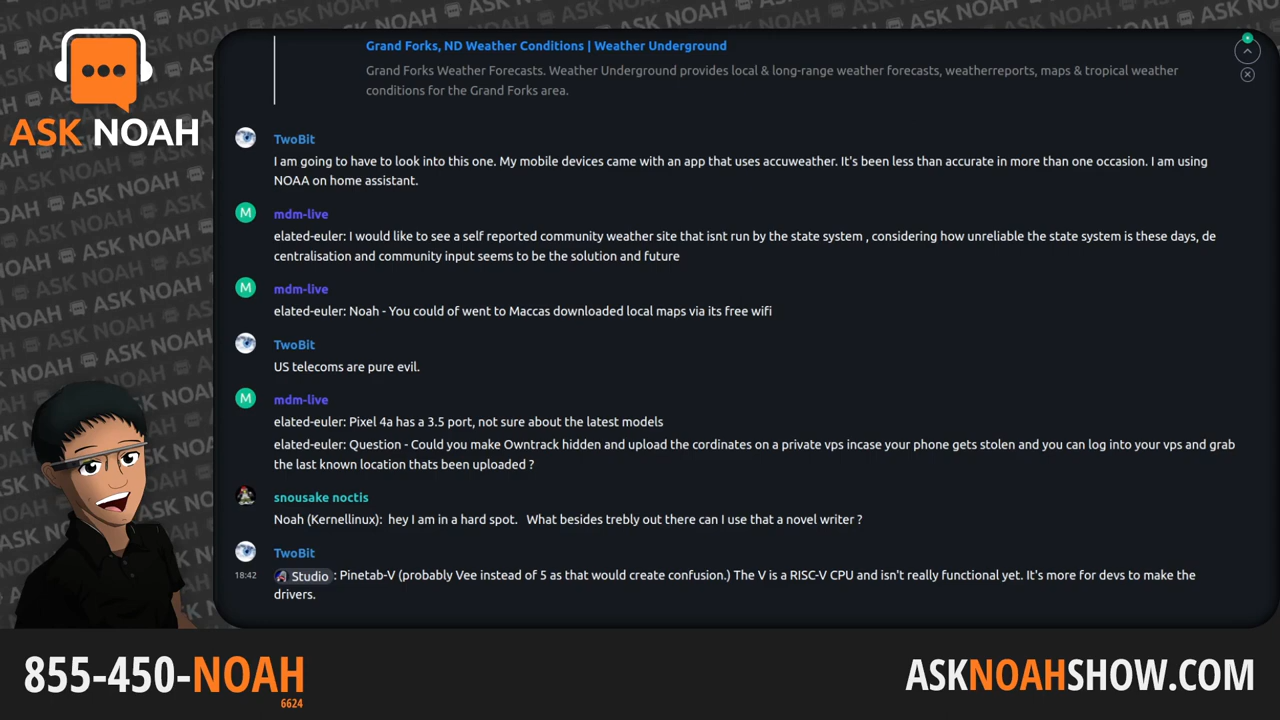 ASK NOAH
Grand Forks, ND Weather Conditions | Weather Underground
Grand Forks Weather Forecasts. Weather Underground provides local & long-range weather forecasts, weatherreports, maps & tropical weather
conditions for the Grand Forks area.
TwoBit
I am going to have to look into this one. My mobile devices came with an app that uses accuweather. It's been less than accurate in more than one occasion. I am using
NOAA on home assistant.
M
mdm-live
elated-euler: I would like to see a self reported community weather site that isnt run by the state system , considering how unreliable the state system is these days, de
centralisation and community input seems to be the solution and future
M
mdm-live
elated-euler: Noah - You could of went to Maccas downloaded local maps via its free wifi
TwoBit
US telecoms are pure evil.
M
mdm-live
elated-euler: Pixel 4a has a 3.5 port, not sure about the latest models
elated-euler: Question - Could you make Owntrack hidden and upload the cordinates on a private vps incase your phone gets stolen and you can log into your vps and grab
the last known location thats been uploaded ?
snousake noctis
Noah (Kernellinux): hey I am in a hard spot. What besides trebly out there can I use that a novel writer ?
TwoBit
18:42 Studio : Pinetab-V (probably Vee instead of 5 as that would create confusion.) The V is a RISC-V CPU and isn't really functional yet. It's more for devs to make the
drivers.
855-450-NOAH
6624
ASKNOAHSHOW.COM